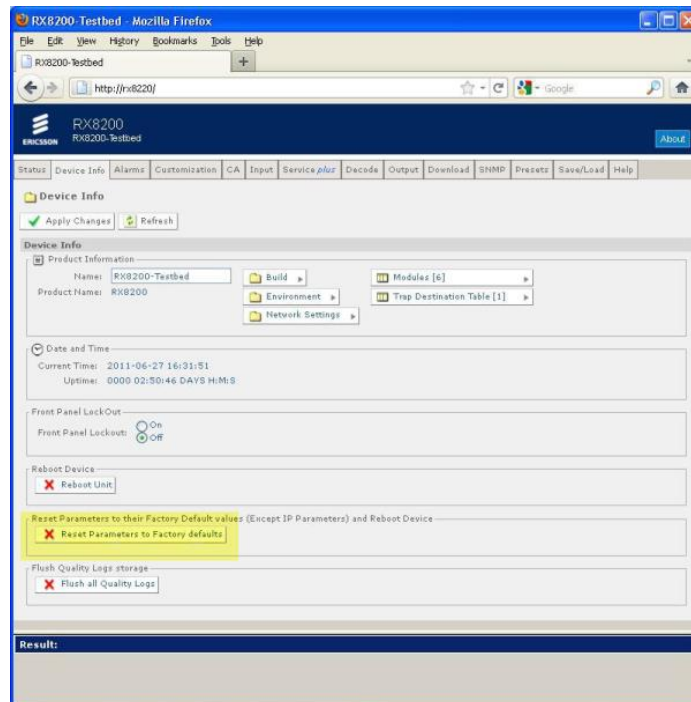 RX8200-Testbed - Mozilla Firefox
File Edit View History Bookmarks Tools Help
RX8200-Testbed +
http://rx8220/ Google
ERICSSON
RX8200
RX8200-Testbed
About
Status Device Info Alarms Customization CA Input Service plus Decode Output Download SNMP Presets Save/Load Help
Device Info
Apply Changes Refresh
Device Info
Product Information
Name: RX8200-Testbed Build Modules [6]
Product Name: RX8200 Environment Trap Destination Table [1]
Network Settings
Date and Time
Current Time: 2011-06-27 16:31:51
Uptime: 0000 02:50:46 DAYS H:M:S
Front Panel LockOut
Front Panel Lockout: On
Off
Reboot Device
Reboot Unit
Reset Parameters to their Factory Default values (Except IP Parameters) and Reboot Device
Reset Parameters to Factory defaults
Flush Quality Logs storage
Flush all Quality Logs
Result: